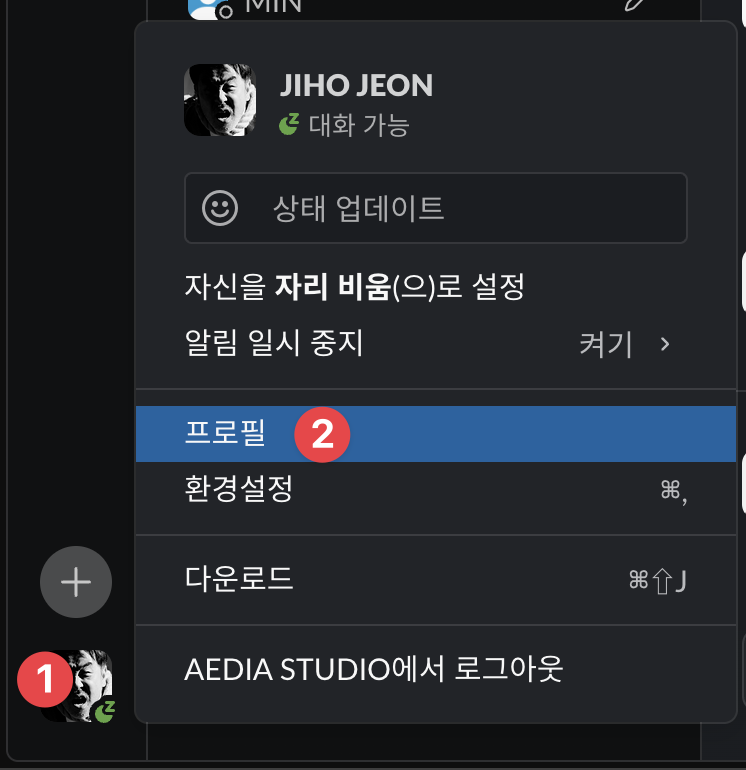 MIN
JIHO JEON
대화 가능
상태 업데이트
자신을 자리 비움(으)로 설정
알림 일시 중지 켜기 >
프로필 2
환경설정 ⌘,
다운로드 ⌘⇧J
1
AEDIA STUDIO에서 로그아웃